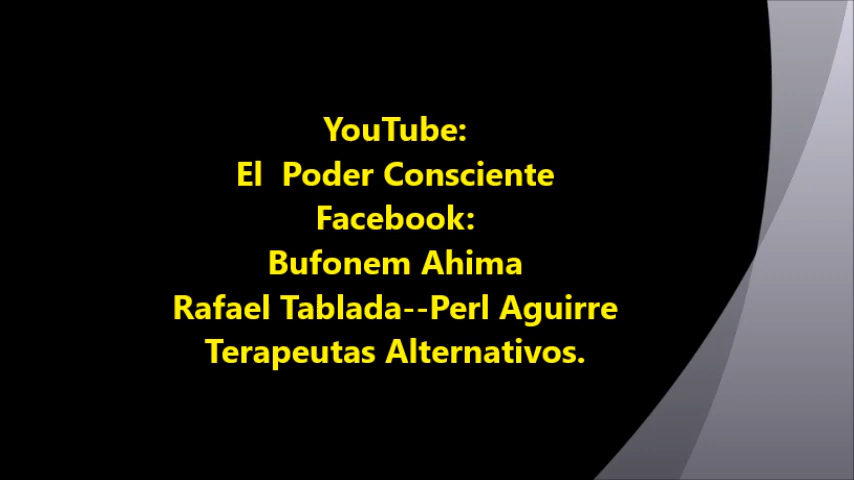 YouTube:
El  Poder Consciente
Facebook:
Bufonem Ahima
Rafael Tablada--Perl Aguirre
Terapeutas Alternativos.